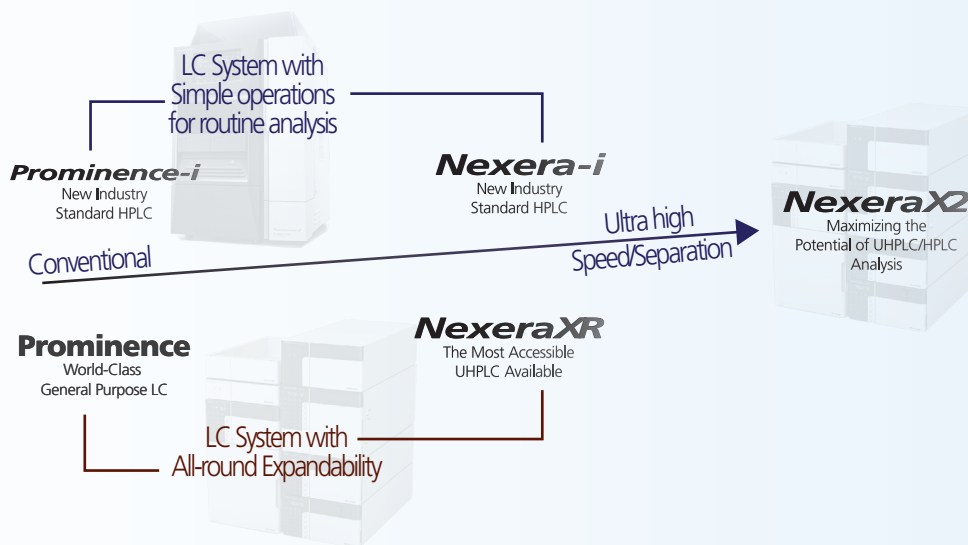 LC System with
Simple operations
for routine analysis
Prominence-i
New Industry
Standard HPLC
Nexera-i
New Industry
Standard HPLC
NexeraX2
Maximizing the
Potential of UHPLC/HPLC
Analysis
Conventional
Ultra high
Speed/Separation
Prominence
World-Class
General Purpose LC
NexeraXR
The Most Accessible
UHPLC Available
LC System with
All-round Expandability